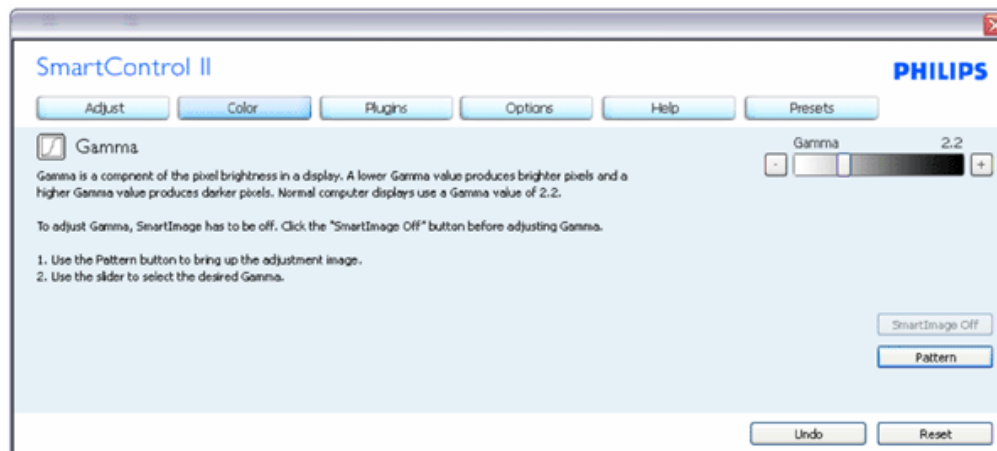 SmartControl II
PHILIPS
Adjust Color Plugins Options Help Presets
Gamma
Gamma 2.2
- +
Gamma is a compnent of the pixel brightness in a display. A lower Gamma value produces brighter pixels and a
higher Gamma value produces darker pixels. Normal computer displays use a Gamma value of 2.2.
To adjust Gamma, SmartImage has to be off. Click the "SmartImage Off" button before adjusting Gamma.
1. Use the Pattern button to bring up the adjustment image.
2. Use the slider to select the desired Gamma.
SmartImage Off
Pattern
Undo Reset